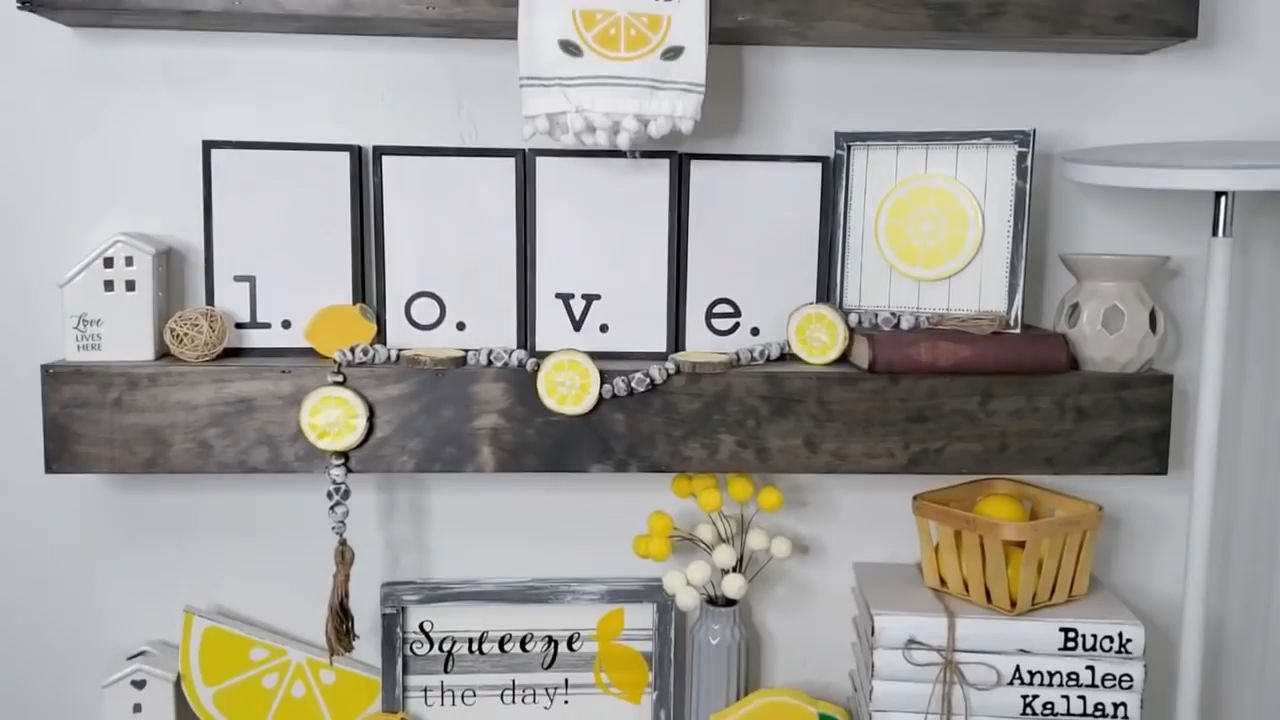 l. o. v. e.
Love
LIVES
HERE
Squeeze
the day!
Buck
Annalee
Kallan